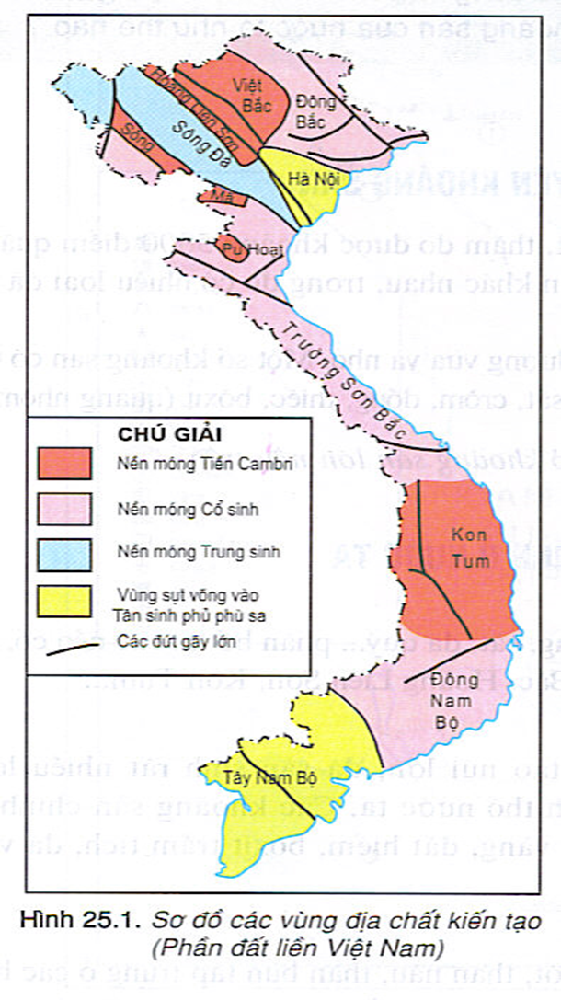 Hoàng Liên Sơn
Việt
Bắc
Đông
Bắc
Sông Đà
Sông
Mã
Hà Nội
Pu Hoạt
Trường Sơn Bắc
CHÚ GIẢI
Nền móng Tiền Cambri
Nền móng Cổ sinh
Nền móng Trung sinh
Vùng sụt võng vào
Tân sinh phủ phù sa
Các đứt gãy lớn
Kon
Tum
Đông
Nam
Bộ
Tây Nam Bộ
Hình 25.1. Sơ đồ các vùng địa chất kiến tạo
(Phần đất liền Việt Nam)